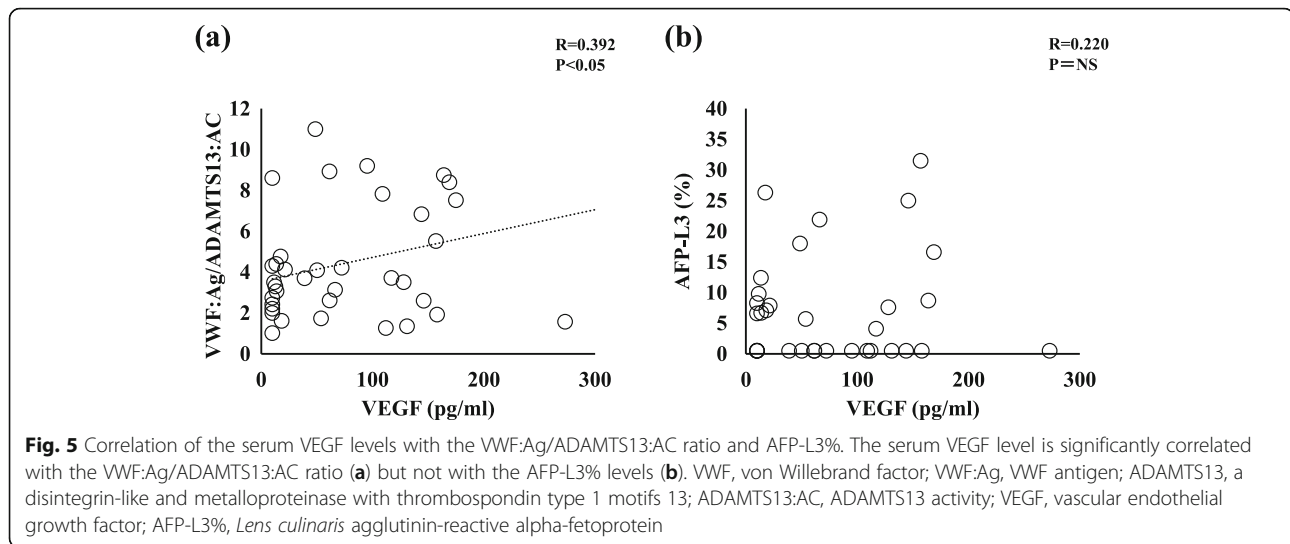 (a)
R=0.392
P<0.05
VWF:Ag/ADAMTS13:AC
12
10
8
6
4
2
0
0 100 200 300
VEGF (pg/ml)
(b)
R=0.220
P=NS
AFP-L3 (%)
40
35
30
25
20
15
10
5
0
0 100 200 300
VEGF (pg/ml)
Fig. 5 Correlation of the serum VEGF levels with the VWF:Ag/ADAMTS13:AC ratio and AFP-L3%. The serum VEGF level is significantly correlated
with the VWF:Ag/ADAMTS13:AC ratio (a) but not with the AFP-L3% levels (b). VWF, von Willebrand factor; VWF:Ag, VWF antigen; ADAMTS13, a
disintegrin-like and metalloproteinase with thrombospondin type 1 motifs 13; ADAMTS13:AC, ADAMTS13 activity; VEGF, vascular endothelial
growth factor; AFP-L3%, Lens culinaris agglutinin-reactive alpha-fetoprotein